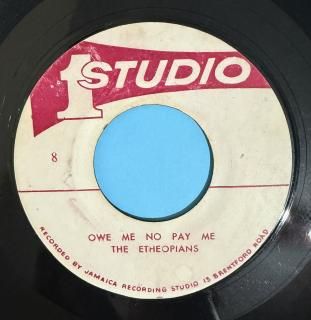 1 STUDIO
8
OWE ME NO PAY ME
THE ETHEOPIANS
RECORDED BY JAMAICA RECORDING STUDIO 13 BRENTFORD ROAD